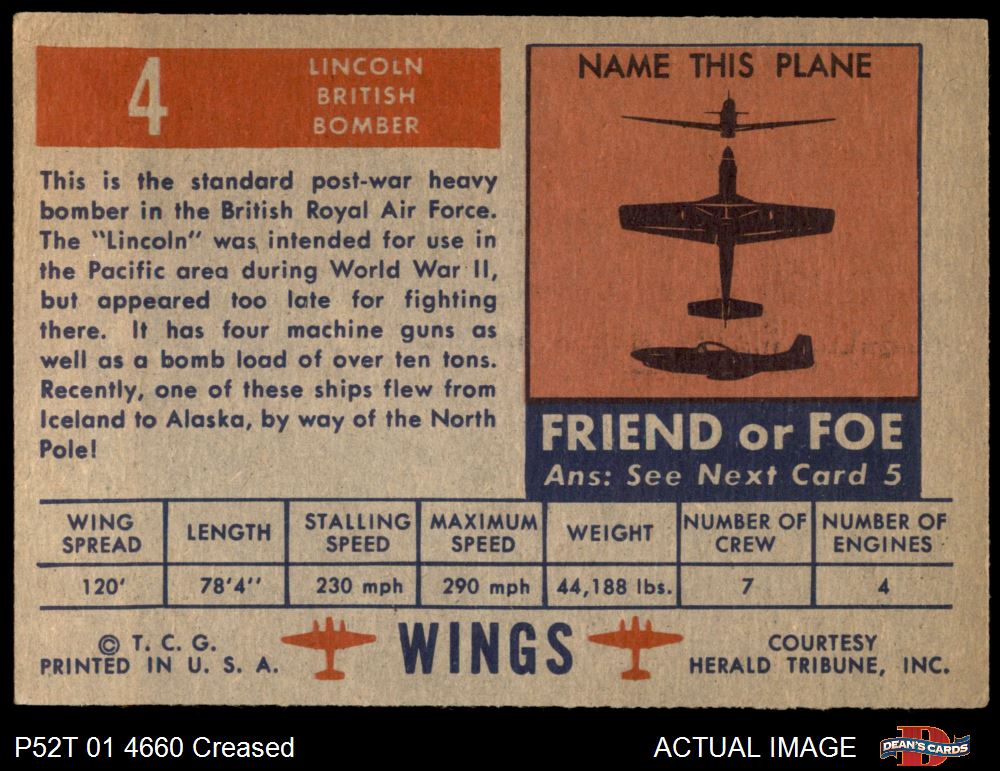 4
LINCOLN
BRITISH
BOMBER
This is the standard post-war heavy
bomber in the British Royal Air Force.
The "Lincoln" was intended for use in
the Pacific area during World War II,
but appeared too late for fighting
there. It has four machine guns as
well as a bomb load of over ten tons.
Recently, one of these ships flew from
Iceland to Alaska, by way of the North
Pole!
NAME THIS PLANE
FRIEND or FOE
Ans: See Next Card 5
WING SPREAD
LENGTH
STALLING SPEED
MAXIMUM SPEED
WEIGHT
NUMBER OF CREW
NUMBER OF ENGINES
120'
78'4''
230 mph
290 mph
44,188 lbs.
7
4
© T. C. G.
PRINTED IN U. S. A.
WINGS
COURTESY
HERALD TRIBUNE, INC.
P52T 01 4660 Creased
ACTUAL IMAGE
D
DEAN'S CARDS